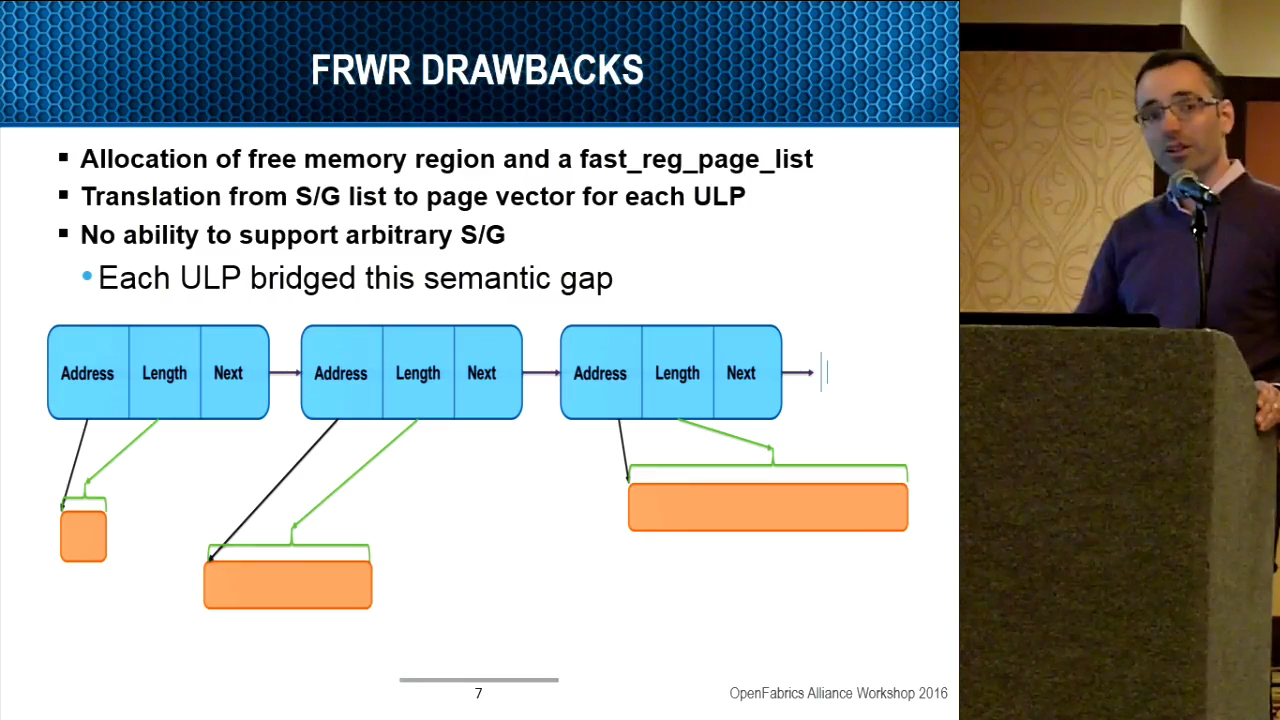 FRWR DRAWBACKS
Allocation of free memory region and a fast_reg_page_list
Translation from S/G list to page vector for each ULP
No ability to support arbitrary S/G
Each ULP bridged this semantic gap
Address Length Next Address Length Next Address Length Next
7
OpenFabrics Alliance Workshop 2016